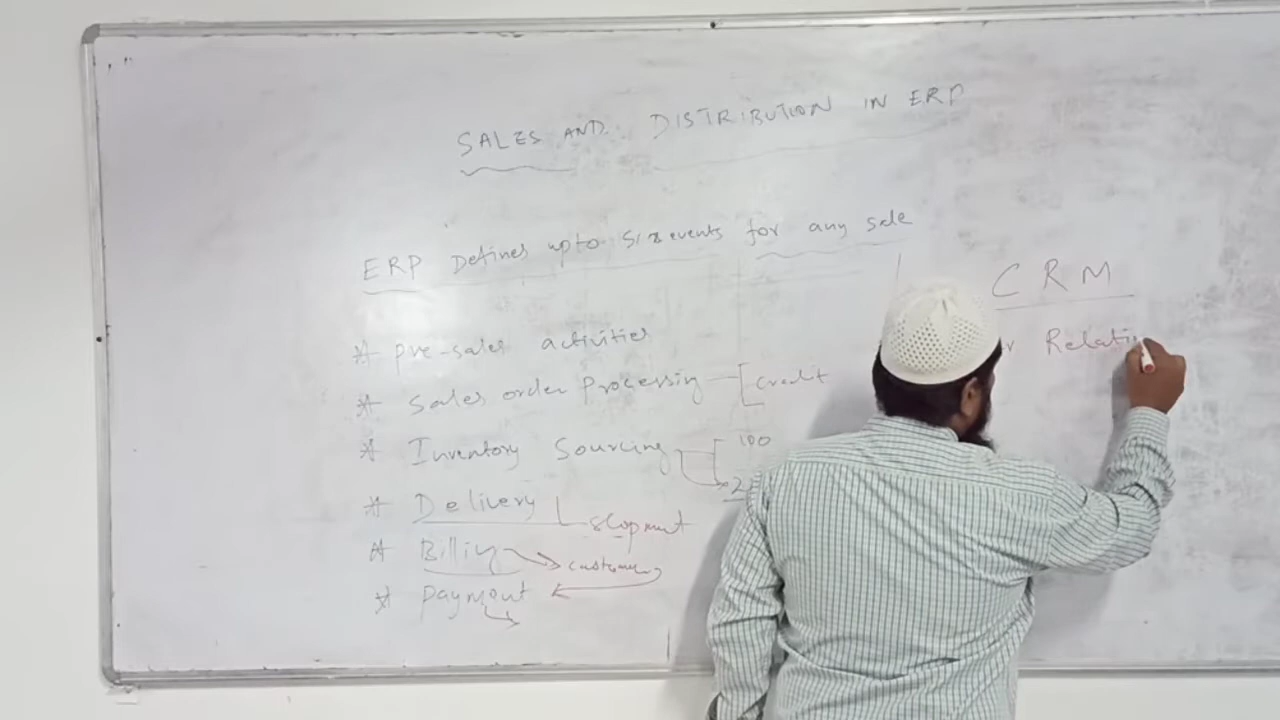 SALES AND DISTRIBUTION IN ERP
ERP Defines upto six events for any sale
* Pre-sales activities
* Sales order Processing [credit
* Inventory Sourcing [100
* Delivery
* Billing → customer
* Payment
CRM
Relati